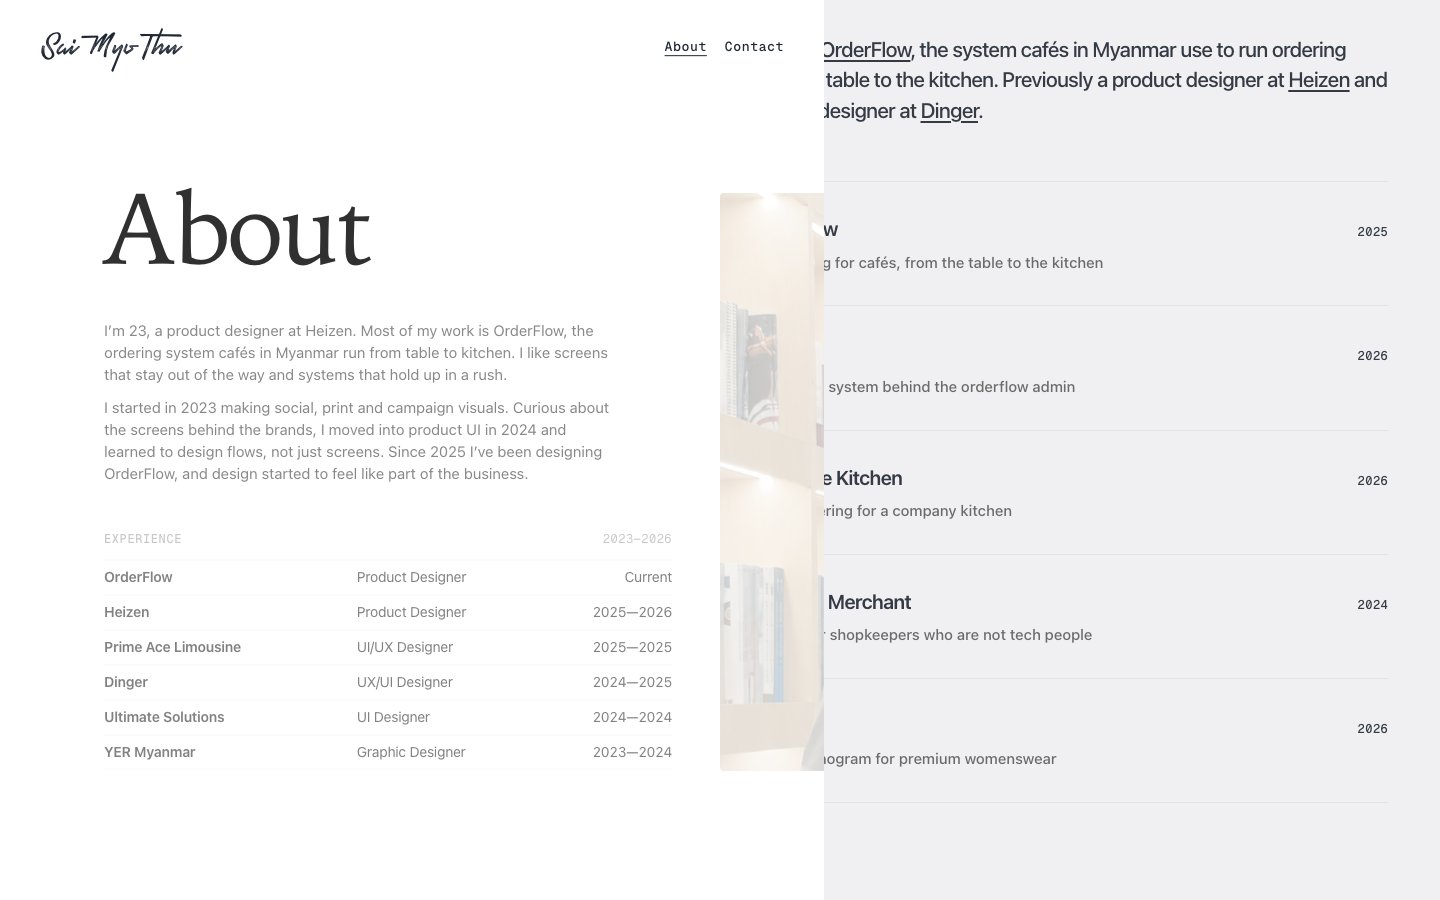 Sai Myo Thu
About Contact
About
I’m 23, a product designer at Heizen. Most of my work is OrderFlow, the
ordering system cafés in Myanmar run from table to kitchen. I like screens
that stay out of the way and systems that hold up in a rush.
I started in 2023 making social, print and campaign visuals. Curious about
the screens behind the brands, I moved into product UI in 2024 and
learned to design flows, not just screens. Since 2025 I’ve been designing
OrderFlow, and design started to feel like part of the business.
EXPERIENCE 2023—2026
OrderFlow Product Designer Current
Heizen Product Designer 2025—2026
Prime Ace Limousine UI/UX Designer 2025—2025
Dinger UX/UI Designer 2024—2025
Ultimate Solutions UI Designer 2024—2024
YER Myanmar Graphic Designer 2023—2024
OrderFlow, the system cafés in Myanmar use to run ordering
table to the kitchen. Previously a product designer at Heizen and
designer at Dinger.
w 2025
g for cafés, from the table to the kitchen
2026
system behind the orderflow admin
e Kitchen 2026
ering for a company kitchen
Merchant 2024
shopkeepers who are not tech people
2026
nogram for premium womenswear